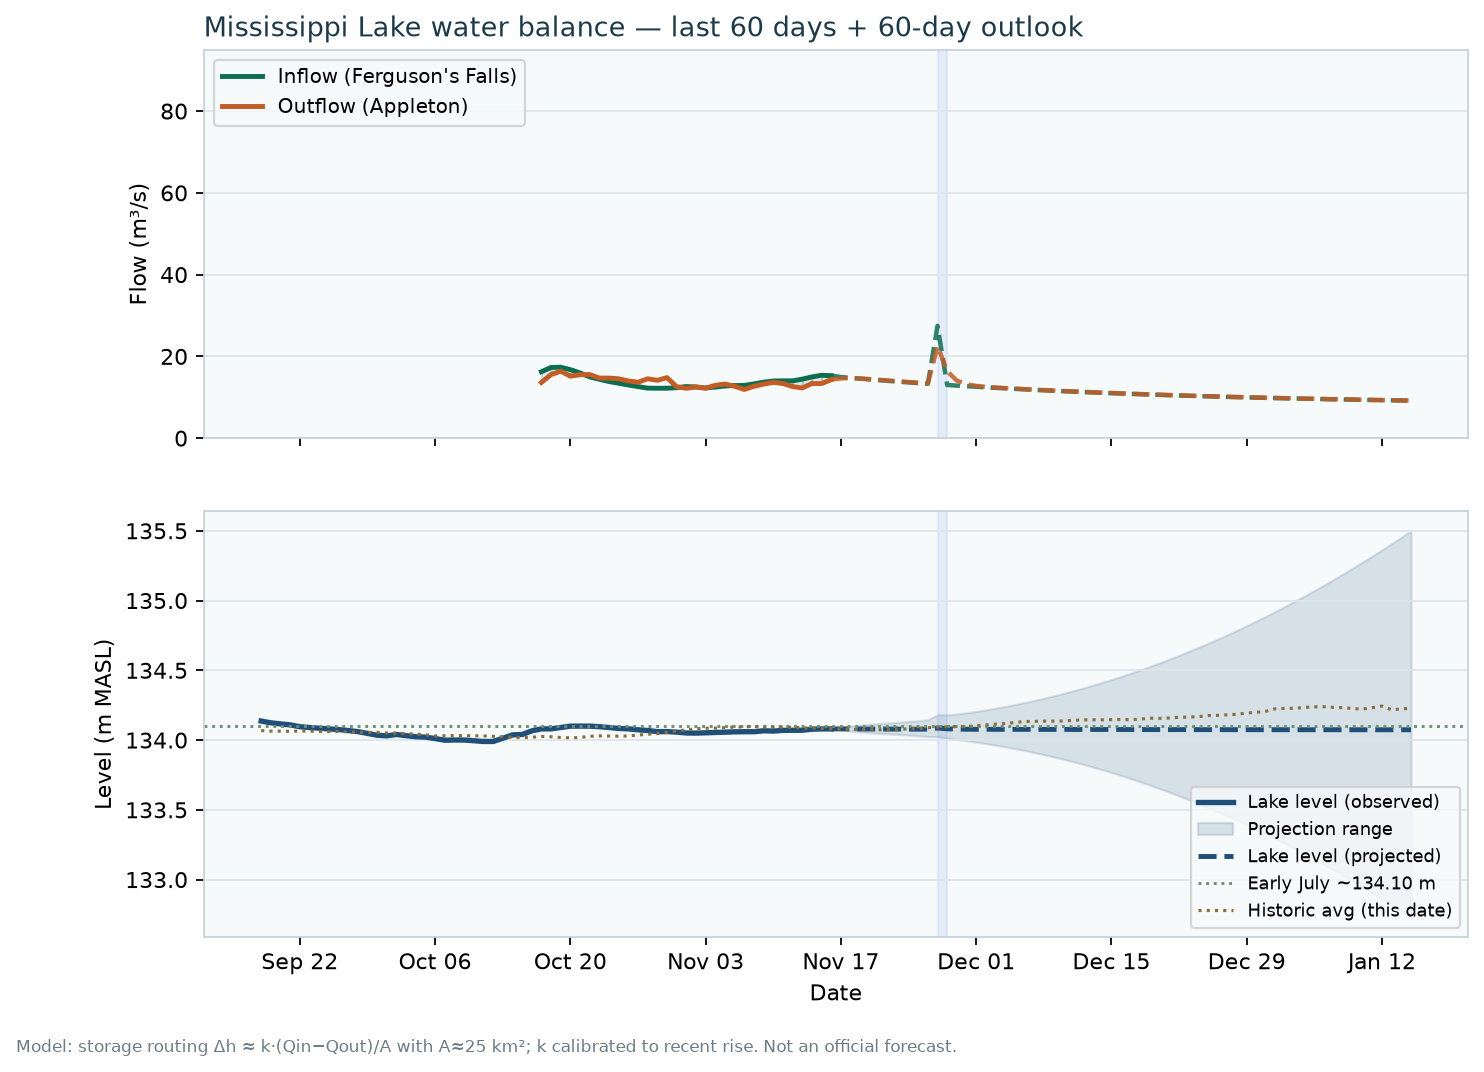 Mississippi Lake water balance — last 60 days + 60-day outlook
Inflow (Ferguson's Falls)
Outflow (Appleton)
Flow (m³/s)
80
60
40
20
0
Level (m MASL)
135.5
135.0
134.5
134.0
133.5
133.0
Lake level (observed)
Projection range
Lake level (projected)
Early July ~134.10 m
Historic avg (this date)
Sep 22 Oct 06 Oct 20 Nov 03 Nov 17 Dec 01 Dec 15 Dec 29 Jan 12
Date
Model: storage routing Δh ≈ k·(Qin−Qout)/A with A≈25 km²; k calibrated to recent rise. Not an official forecast.